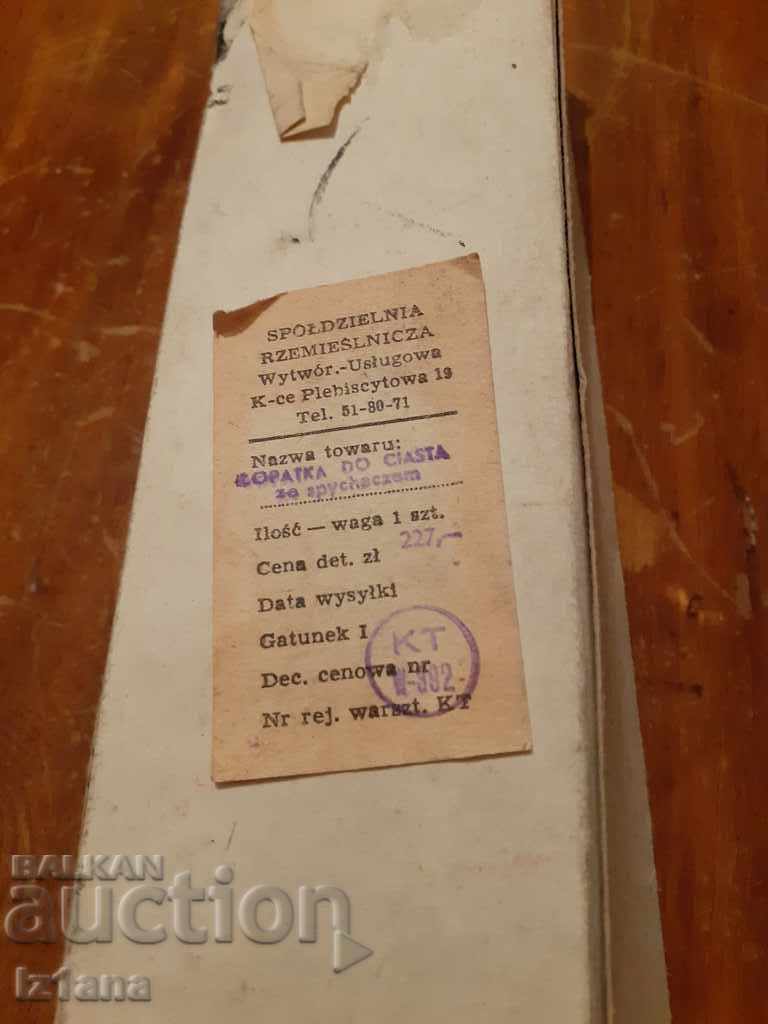 SPÓŁDZIELNIA
RZEMIEŚLNICZA
Wytwór.-Usługowa
K-ce Plebiscytowa 19
Tel. 51-80-71
Nazwa towaru:
ŁOPATKA DO CIASTA
ze spychaczem
Ilość — waga 1 szt.
Cena det. zł 227,-
Data wysyłki
Gatunek I
KT
Dec. cenowa nr
Nr rej. warszt. KT
BALKAN
auction
iz1ana